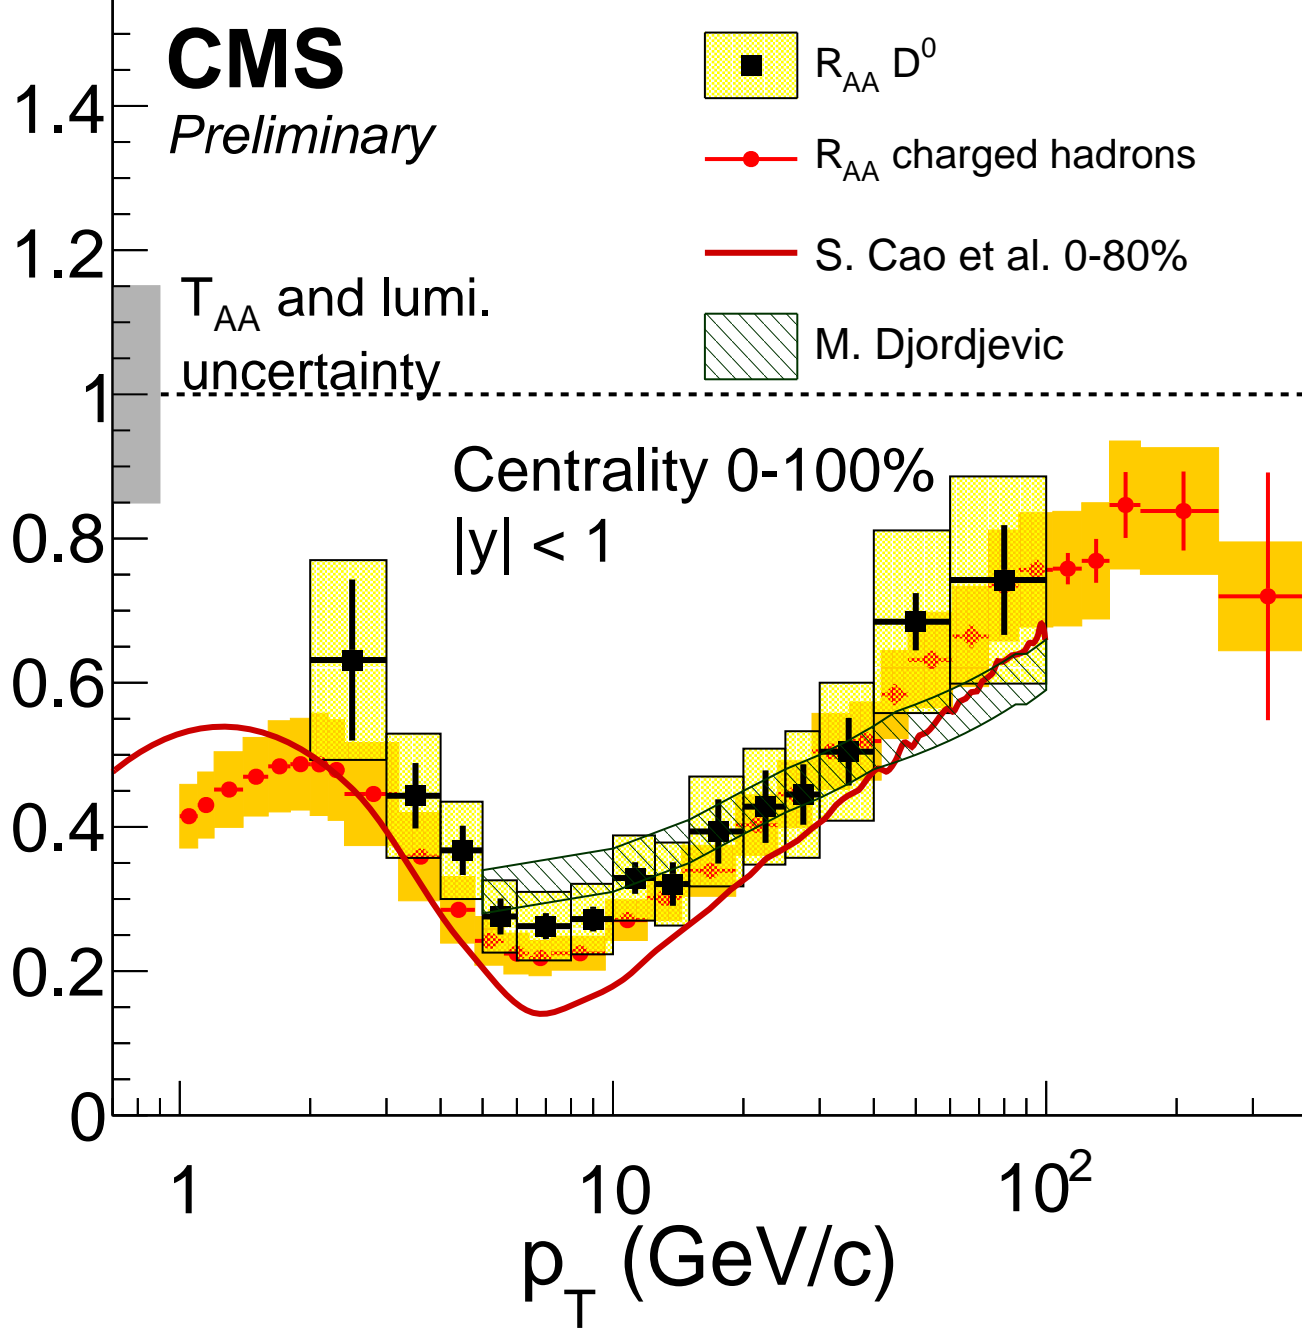 CMS
Preliminary
R_AA D^0
R_AA charged hadrons
S. Cao et al. 0-80%
M. Djordjevic
T_AA and lumi.
uncertainty
Centrality 0-100%
|y| < 1
1.4
1.2
1
0.8
0.6
0.4
0.2
0
1
10
10^2
p_T (GeV/c)